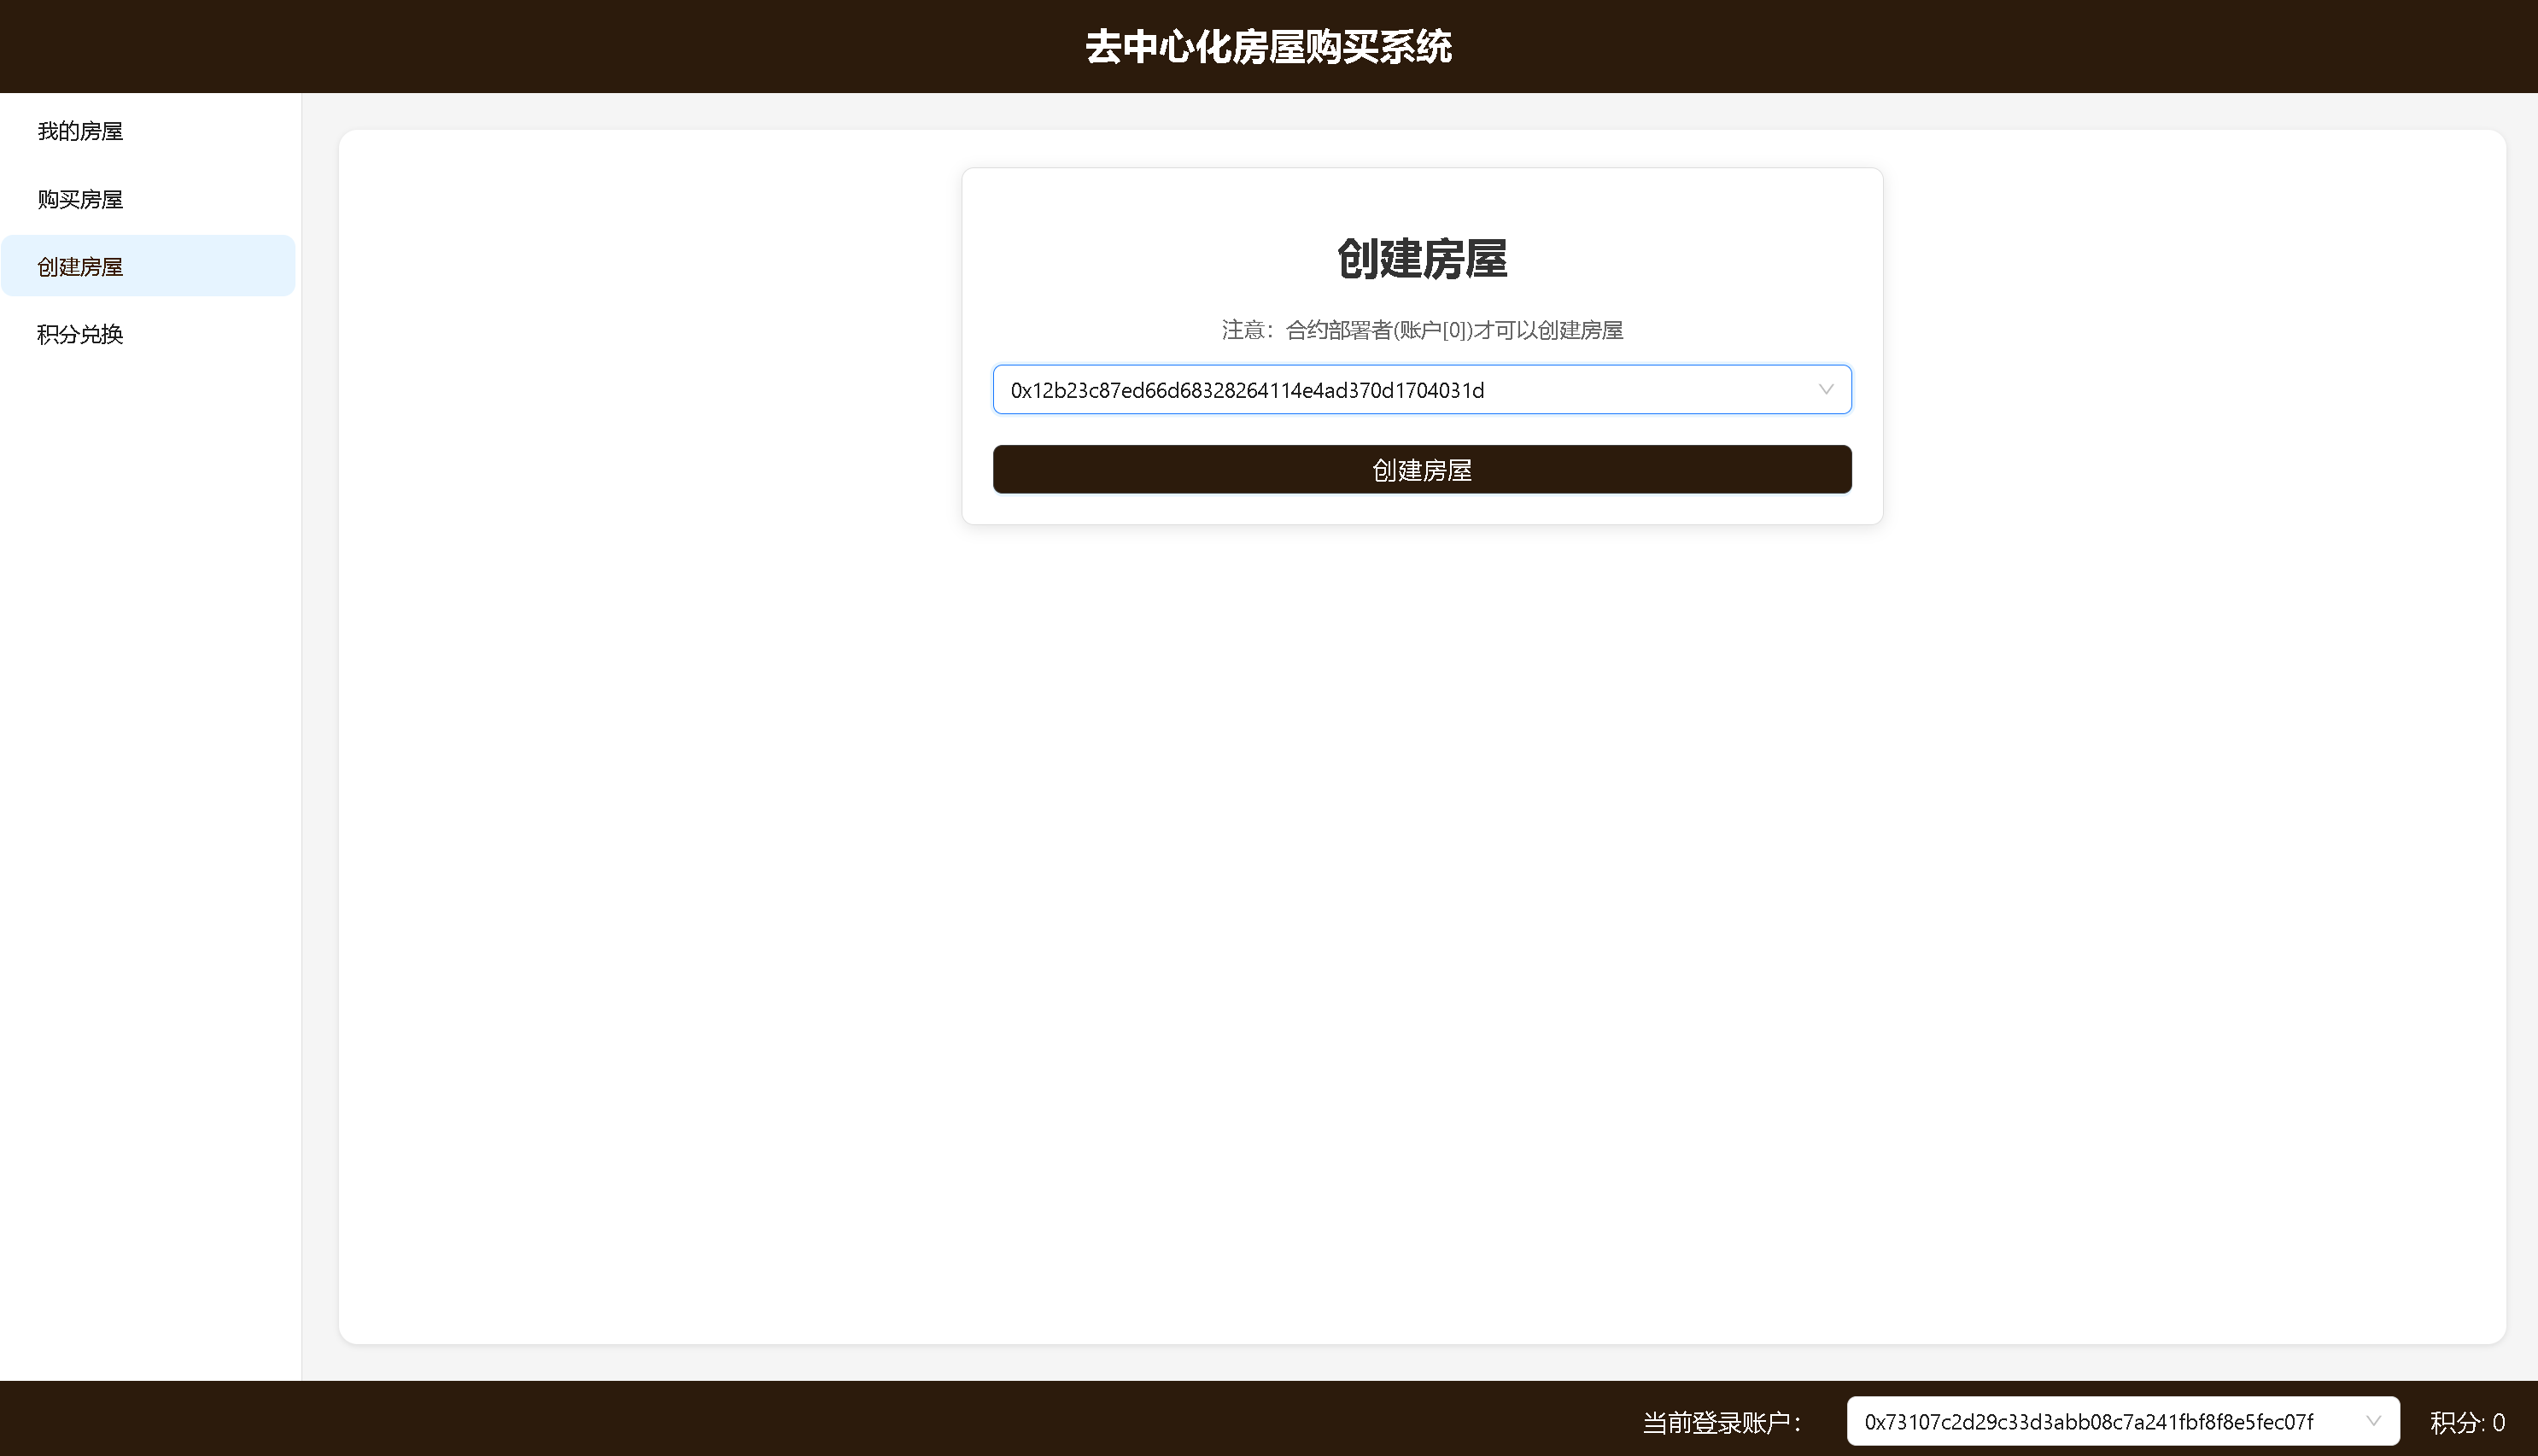 去中心化房屋购买系统
我的房屋
购买房屋
创建房屋
积分兑换
创建房屋
注意：合约部署者(账户[0])才可以创建房屋
0x12b23c87ed66d68328264114e4ad370d1704031d
创建房屋
当前登录账户：
0x73107c2d29c33d3abb08c7a241fbf8f8e5fec07f
积分: 0